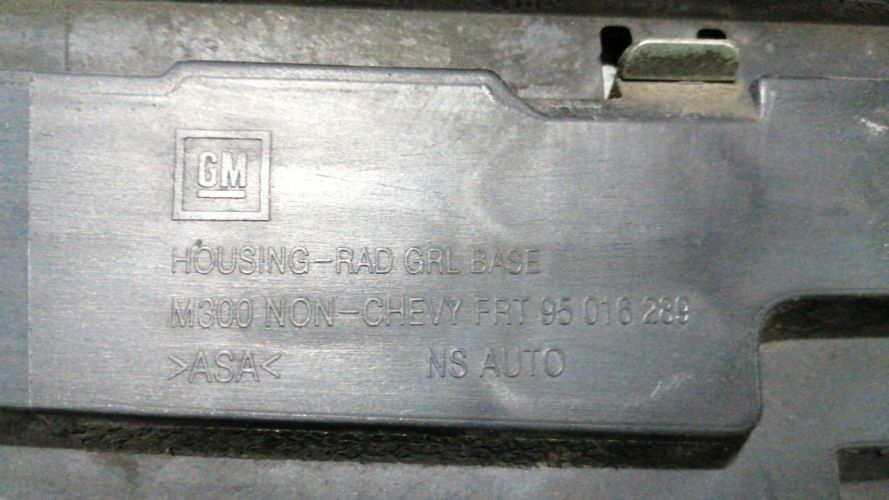 GM
HOUSING-RAD GRL BASE
M300 NON-CHEVY FRT 95 016 289
>ASA<
NS AUTO